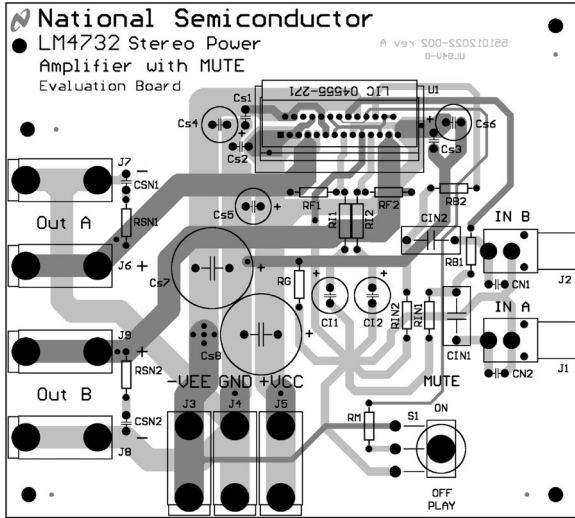 National Semiconductor
LM4732 Stereo Power
Amplifier with MUTE
Evaluation Board
551012022-002 rev A
UL94V-0
LIC 04555-271
U1
Cs1
Cs4
Cs6
Cs2
Cs3
J7
CSN1
RSN1
Out A
J6
Cs5
RF1
RI1
RI2
RF2
RB2
CIN2
IN B
RB1
J2
CN1
Cs7
RG
CI1
CI2
RIN2
RIN1
IN A
CIN1
J1
CN2
J9
Cs8
RSN2
Out B
CSN2
J8
-VEE GND +VCC
J3
J4
J5
MUTE
RM
S1
ON
OFF
PLAY